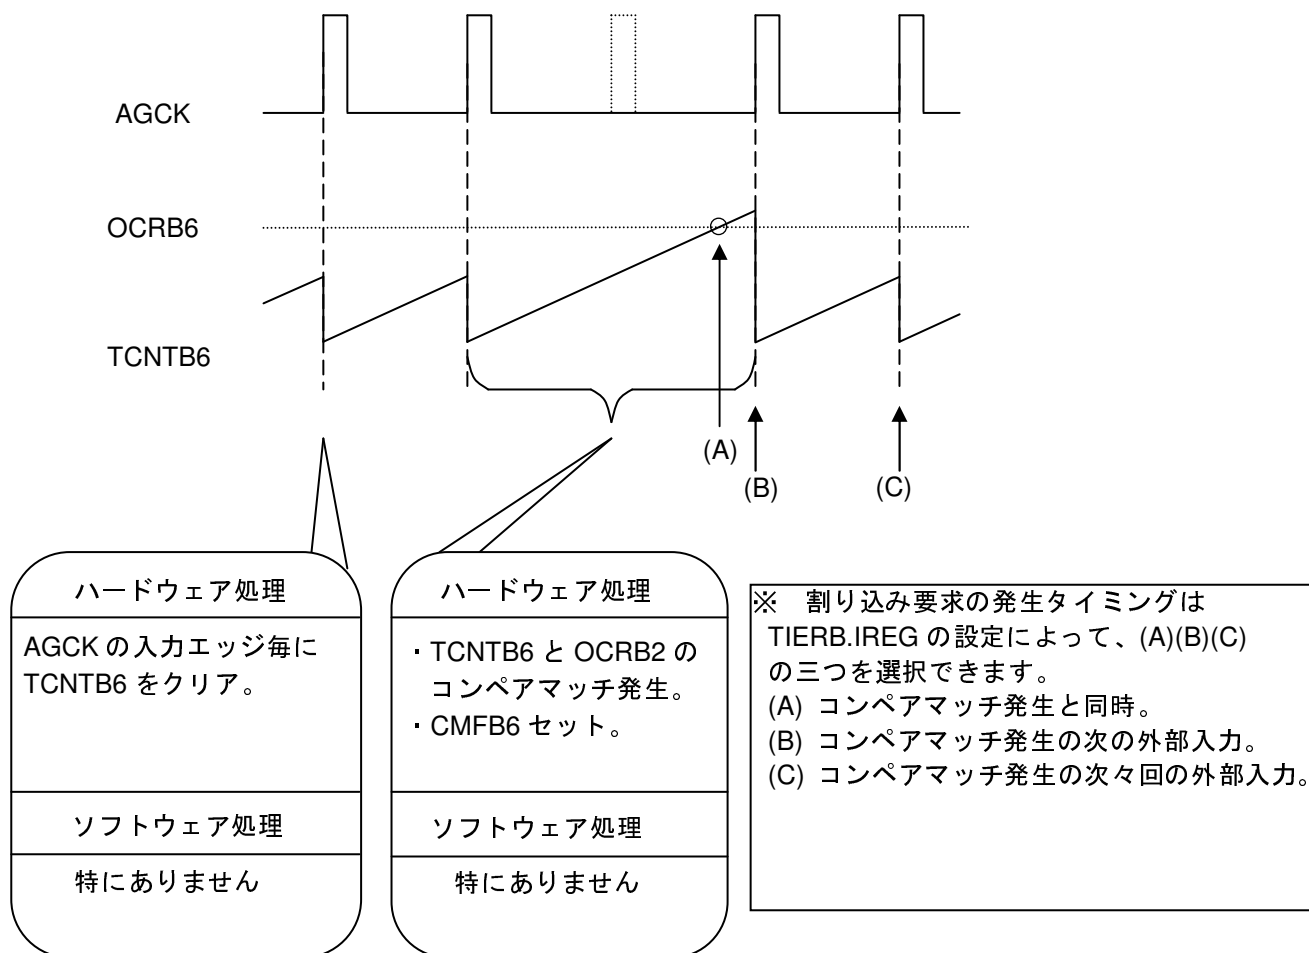 AGCK
OCRB6
TCNTB6
(A)
(B)
(C)
ハードウェア処理
AGCK の入力エッジ毎に
TCNTB6 をクリア。
ソフトウェア処理
特にありません
ハードウェア処理
・TCNTB6 と OCRB2 の
コンペアマッチ発生。
・CMFB6 セット。
ソフトウェア処理
特にありません
※ 割り込み要求の発生タイミングは
TIERB.IREG の設定によって、(A)(B)(C)
の三つを選択できます。
(A) コンペアマッチ発生と同時。
(B) コンペアマッチ発生の次の外部入力。
(C) コンペアマッチ発生の次々回の外部入力。